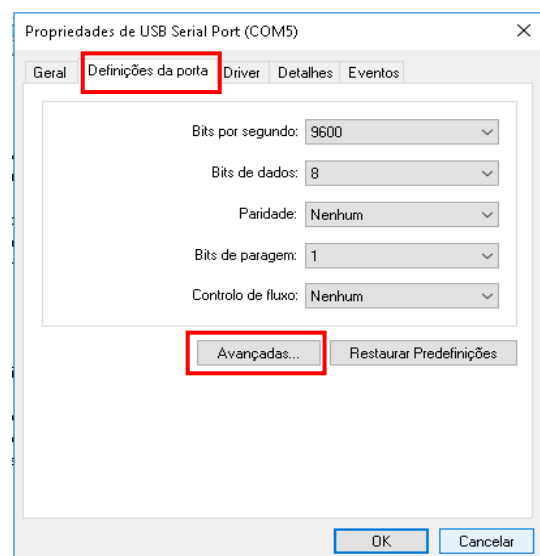 Propriedades de USB Serial Port (COM5)
Geral Definições da porta Driver Detalhes Eventos
Bits por segundo: 9600
Bits de dados: 8
Paridade: Nenhum
Bits de paragem: 1
Controlo de fluxo: Nenhum
Avançadas... Restaurar Predefinições
OK Cancelar